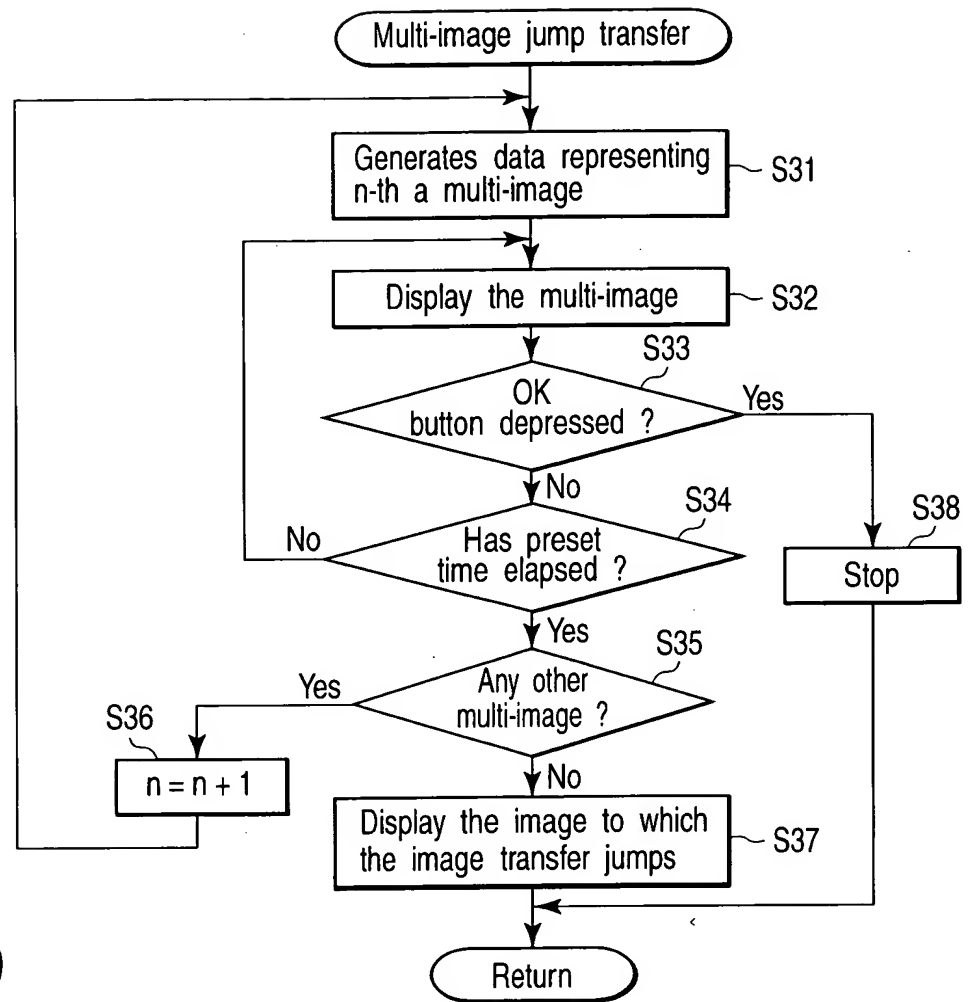 Multi-image jump transfer
Generates data representing
n-th a multi-image
S31
Display the multi-image
S32
S33
OK
button depressed ?
Yes
No
S34
Has preset
time elapsed ?
No
S38
Stop
Yes
S35
Any other
multi-image ?
Yes
S36
n = n + 1
No
Display the image to which
the image transfer jumps
S37
Return